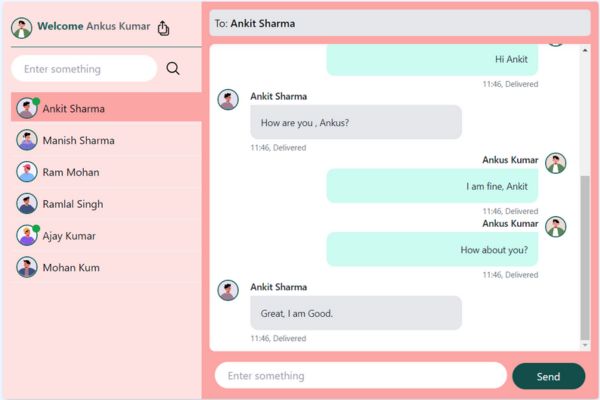 Welcome Ankus Kumar
Enter something
Ankit Sharma
Manish Sharma
Ram Mohan
Ramlal Singh
Ajay Kumar
Mohan Kum
To: Ankit Sharma
Hi Ankit
11:46, Delivered
Ankit Sharma
How are you , Ankus?
11:46, Delivered
Ankus Kumar
I am fine, Ankit
11:46, Delivered
Ankus Kumar
How about you?
11:46, Delivered
Ankit Sharma
Great, I am Good.
11:46, Delivered
Enter something
Send